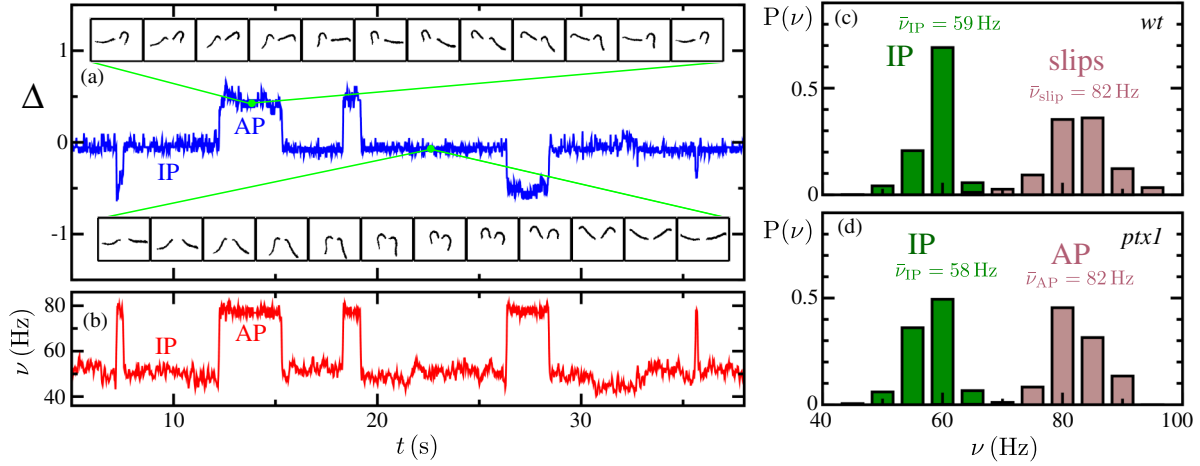 (a)
Δ
1
0
-1
AP
IP
(b)
ν (Hz)
80
60
40
IP
AP
10
20
30
t (s)
P(ν)
(c)
ν̄IP = 59 Hz
wt
IP
slips
ν̄slip = 82 Hz
0.5
0
P(ν)
(d)
IP
ptx1
ν̄IP = 58 Hz
AP
ν̄AP = 82 Hz
0.5
0
40
60
80
100
ν (Hz)